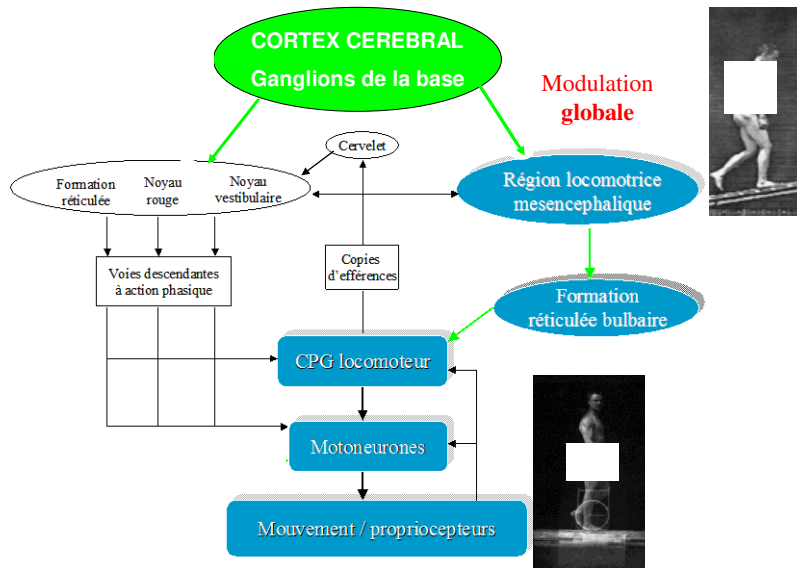 CORTEX CEREBRAL
Ganglions de la base
Modulation
globale
Cervelet
Formation
réticulée
Noyau
rouge
Noyau
vestibulaire
Région locomotrice
mesencephalique
Voies descendantes
à action phasique
Copies
d'efférences
Formation
réticulée bulbaire
CPG locomoteur
Motoneurones
Mouvement / propriocepteurs